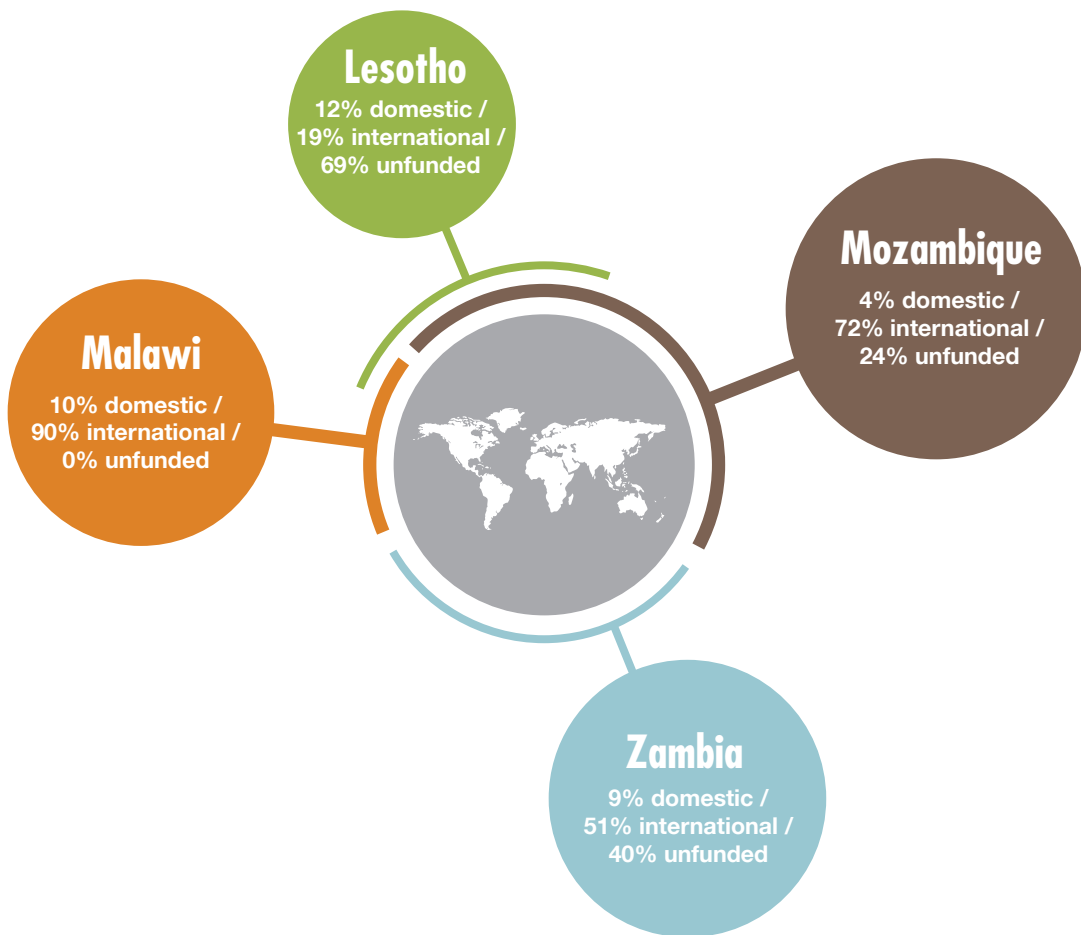 Lesotho
12% domestic /
19% international /
69% unfunded
Mozambique
4% domestic /
72% international /
24% unfunded
Malawi
10% domestic /
90% international /
0% unfunded
Zambia
9% domestic /
51% international /
40% unfunded